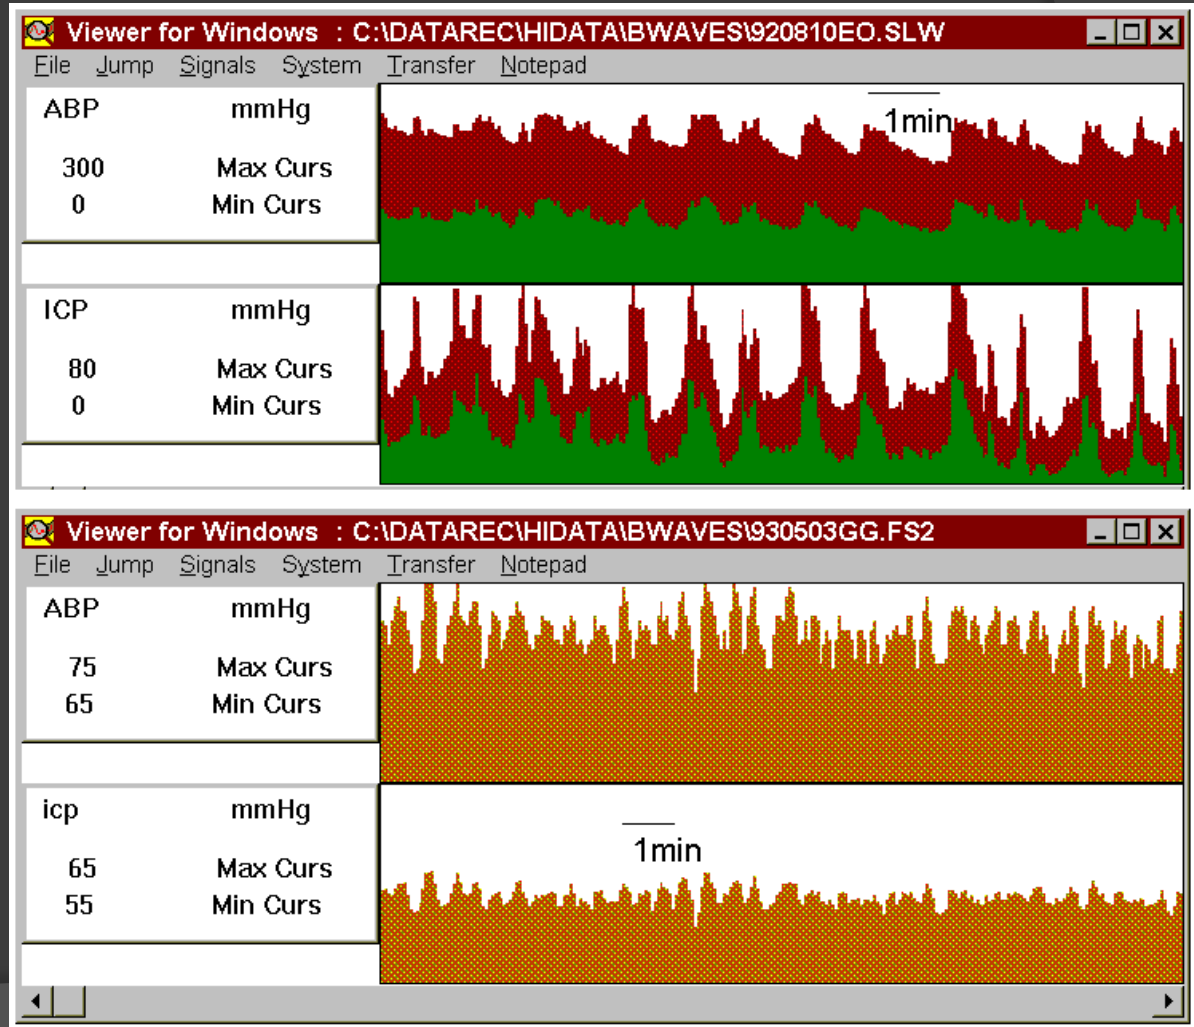 Viewer for Windows : C:\DATAREC\HIDATA\BWAVES\920810EO.SLW
File Jump Signals System Transfer Notepad
ABP mmHg
300 Max Curs
0 Min Curs
1min
ICP mmHg
80 Max Curs
0 Min Curs
Viewer for Windows : C:\DATAREC\HIDATA\BWAVES\930503GG.FS2
File Jump Signals System Transfer Notepad
ABP mmHg
75 Max Curs
65 Min Curs
icp mmHg
65 Max Curs
55 Min Curs
1min